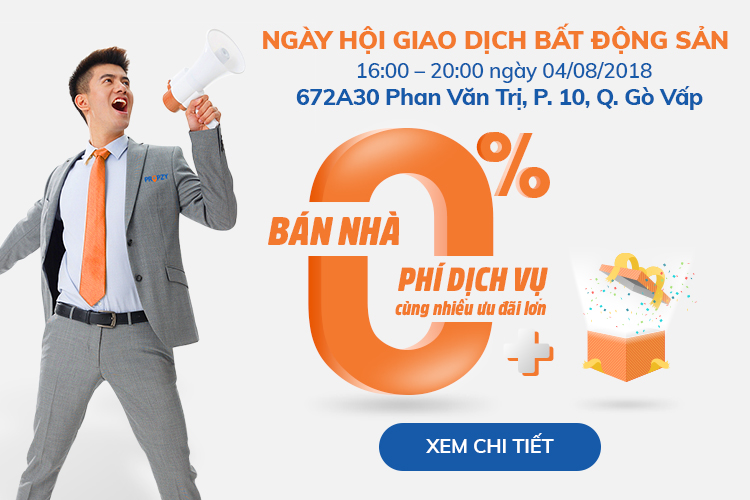 NGÀY HỘI GIAO DỊCH BẤT ĐỘNG SẢN
16:00 – 20:00 ngày 04/08/2018
672A30 Phan Văn Trị, P. 10, Q. Gò Vấp
0%
BÁN NHÀ
PHÍ DỊCH VỤ
cùng nhiều ưu đãi lớn
+
XEM CHI TIẾT
PROPZY